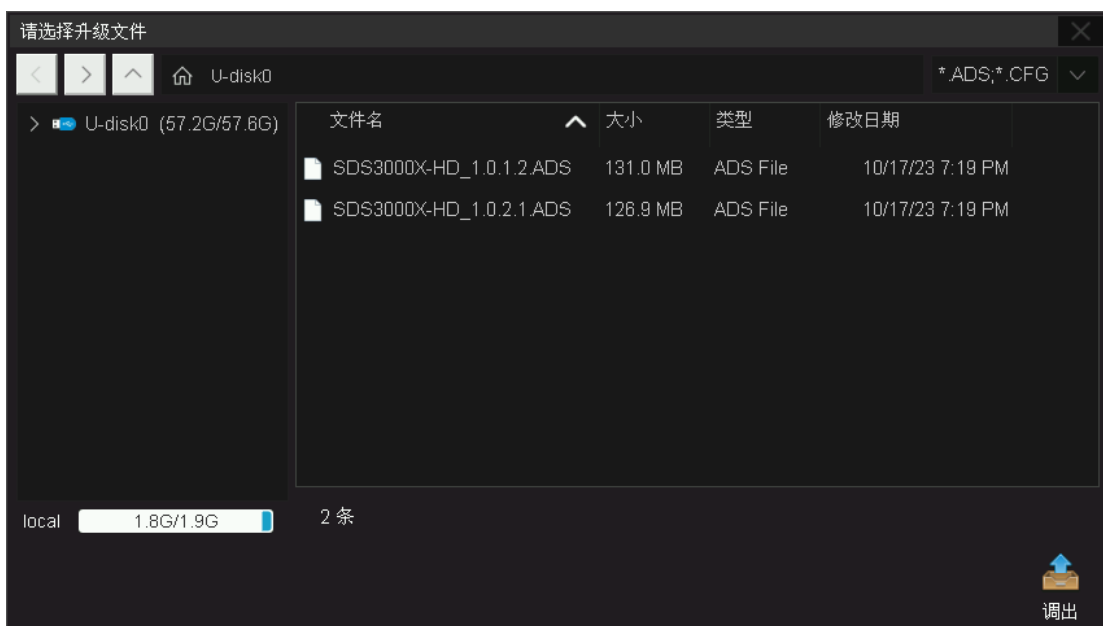 请选择升级文件
U-disk0 *.ADS;*.CFG
U-disk0 (57.2G/57.6G)
文件名 大小 类型 修改日期
SDS3000X-HD_1.0.1.2.ADS 131.0 MB ADS File 10/17/23 7:19 PM
SDS3000X-HD_1.0.2.1.ADS 126.9 MB ADS File 10/17/23 7:19 PM
local 1.8G/1.9G 2 条
调出